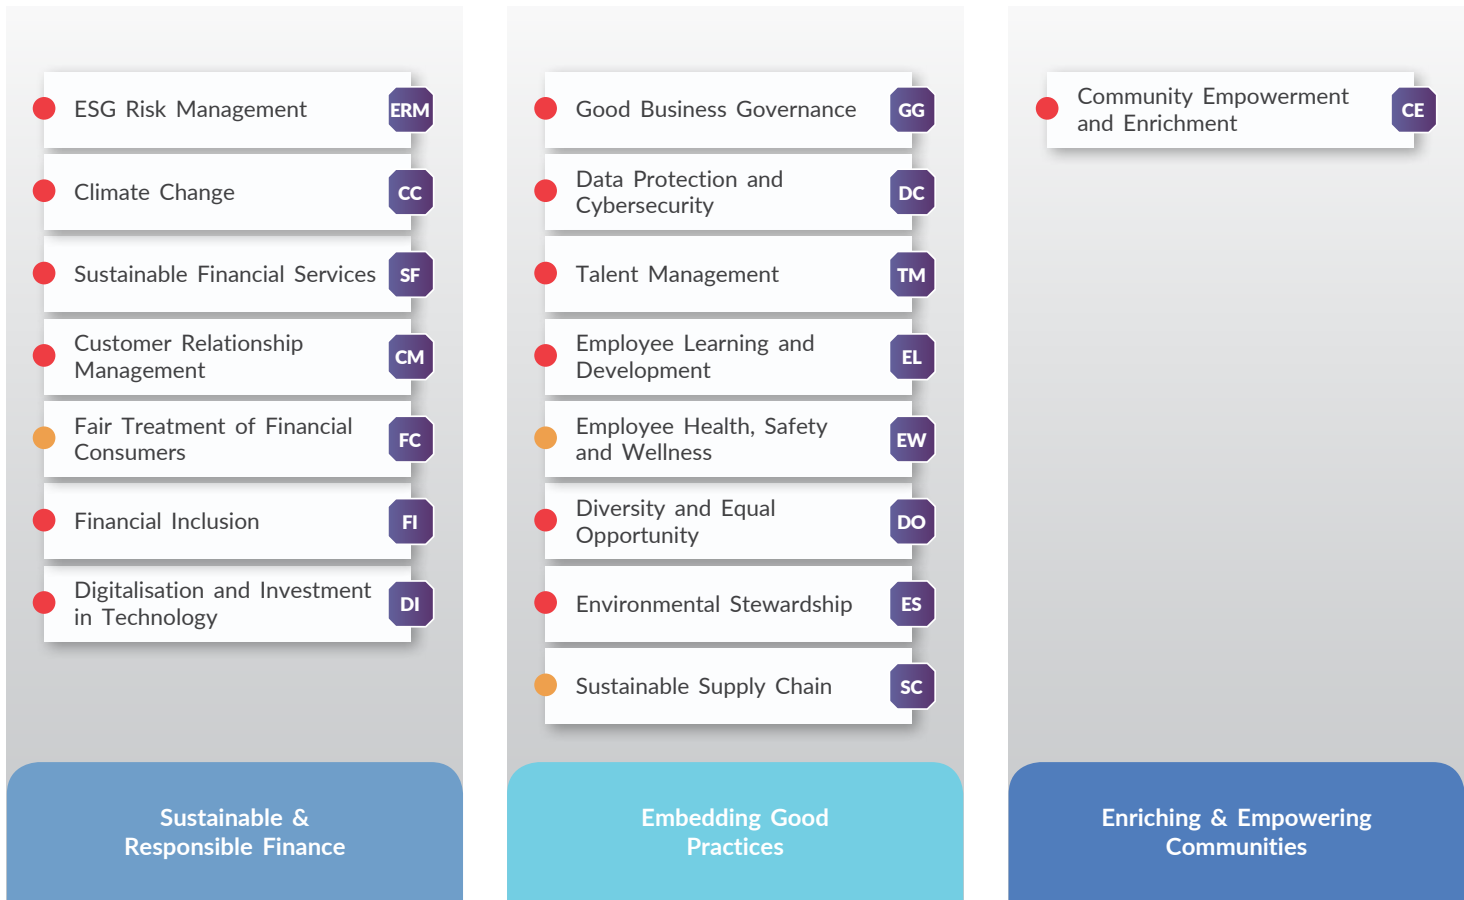 ESG Risk Management
ERM
Climate Change
CC
Sustainable Financial Services
SF
Customer Relationship
Management
CM
Fair Treatment of Financial
Consumers
FC
Financial Inclusion
FI
Digitalisation and Investment
in Technology
DI
Sustainable &
Responsible Finance
Good Business Governance
GG
Data Protection and
Cybersecurity
DC
Talent Management
TM
Employee Learning and
Development
EL
Employee Health, Safety
and Wellness
EW
Diversity and Equal
Opportunity
DO
Environmental Stewardship
ES
Sustainable Supply Chain
SC
Embedding Good
Practices
Community Empowerment
and Enrichment
CE
Enriching & Empowering
Communities